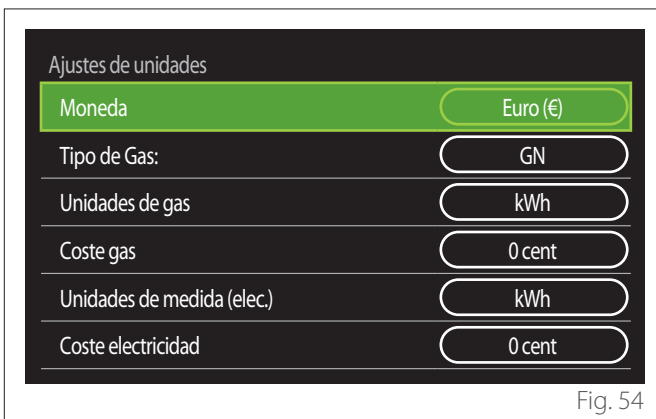 Ajustes de unidades
Moneda Euro (€)
Tipo de Gas: GN
Unidades de gas kWh
Coste gas 0 cent
Unidades de medida (elec.) kWh
Coste electricidad 0 cent
Fig. 54